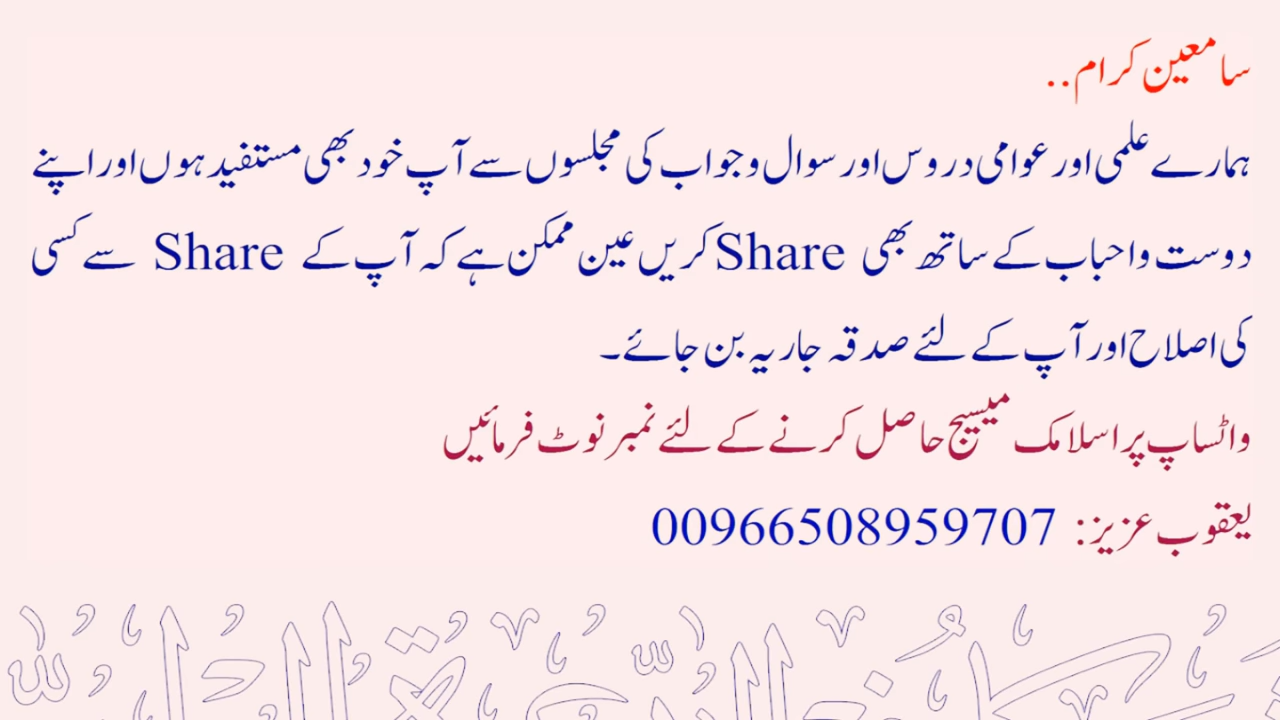 سامعین کرام..
ہمارے علمی اور عوامی دروس اور سوال وجواب کی مجلسوں سے آپ خود بھی مستفید ہوں اور اپنے
دوست واحباب کے ساتھ بھی Share کریں عین ممکن ہے کہ آپ کے Share سے کسی
کی اصلاح اور آپ کے لئے صدقہ جاریہ بن جائے۔
واٹساپ پر اسلامک میسیج حاصل کرنے کے لئے نمبر نوٹ فرمائیں
یعقوب عزیز: 00966508959707